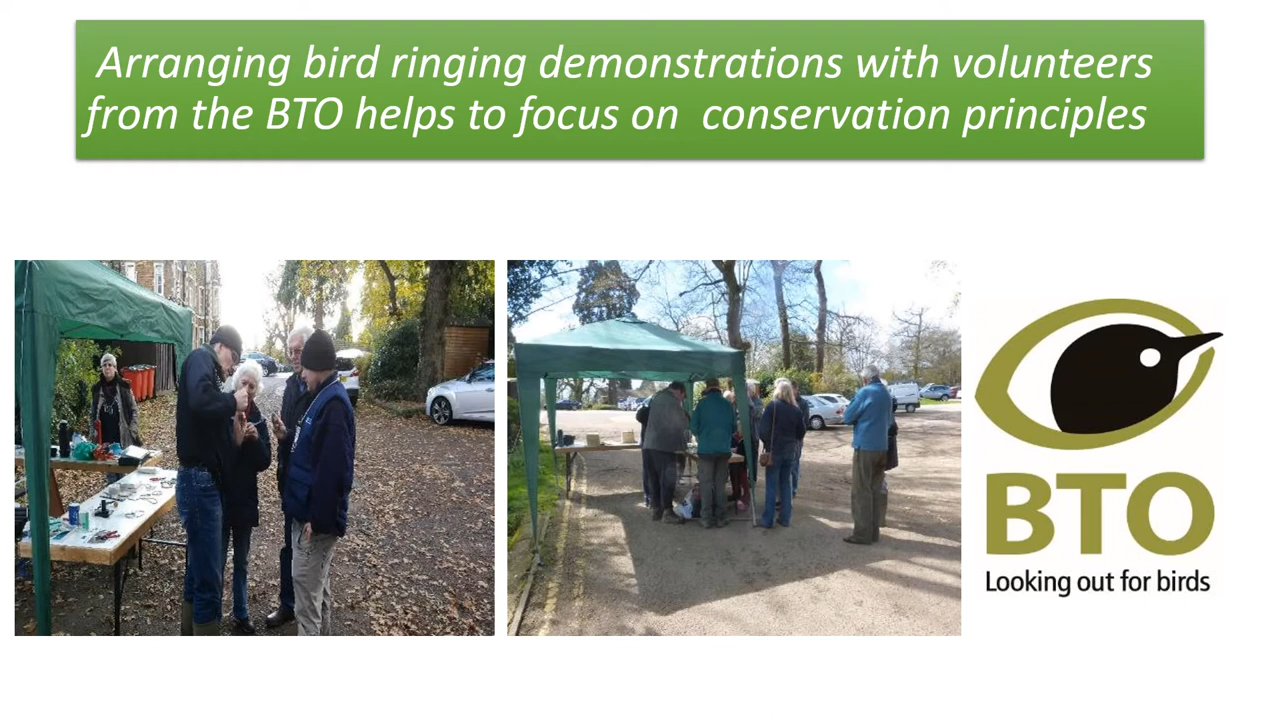 Arranging bird ringing demonstrations with volunteers
from the BTO helps to focus on  conservation principles
BTO
Looking out for birds